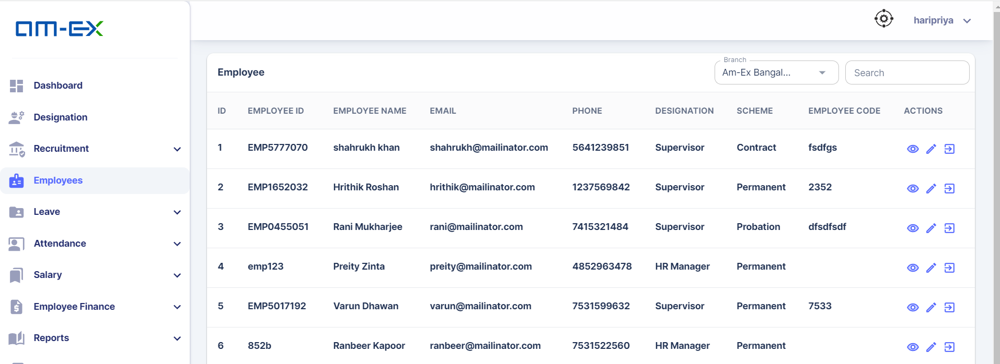 am-ex
haripriya
Dashboard
Designation
Recruitment
Employees
Leave
Attendance
Salary
Employee Finance
Reports
Employee
Branch
Am-Ex Bangal...
Search
ID EMPLOYEE ID EMPLOYEE NAME EMAIL PHONE DESIGNATION SCHEME EMPLOYEE CODE ACTIONS
1 EMP5777070 shahrukh khan shahrukh@mailinator.com 5641239851 Supervisor Contract fsdfgs
2 EMP1652032 Hrithik Roshan hrithik@mailinator.com 1237569842 Supervisor Permanent 2352
3 EMP0455051 Rani Mukharjee rani@mailinator.com 7415321484 Supervisor Probation dfsdfsdf
4 emp123 Preity Zinta preity@mailinator.com 4852963478 HR Manager Permanent
5 EMP5017192 Varun Dhawan varun@mailinator.com 7531599632 Supervisor Permanent 7533
6 852b Ranbeer Kapoor ranbeer@mailinator.com 7531522560 HR Manager Permanent